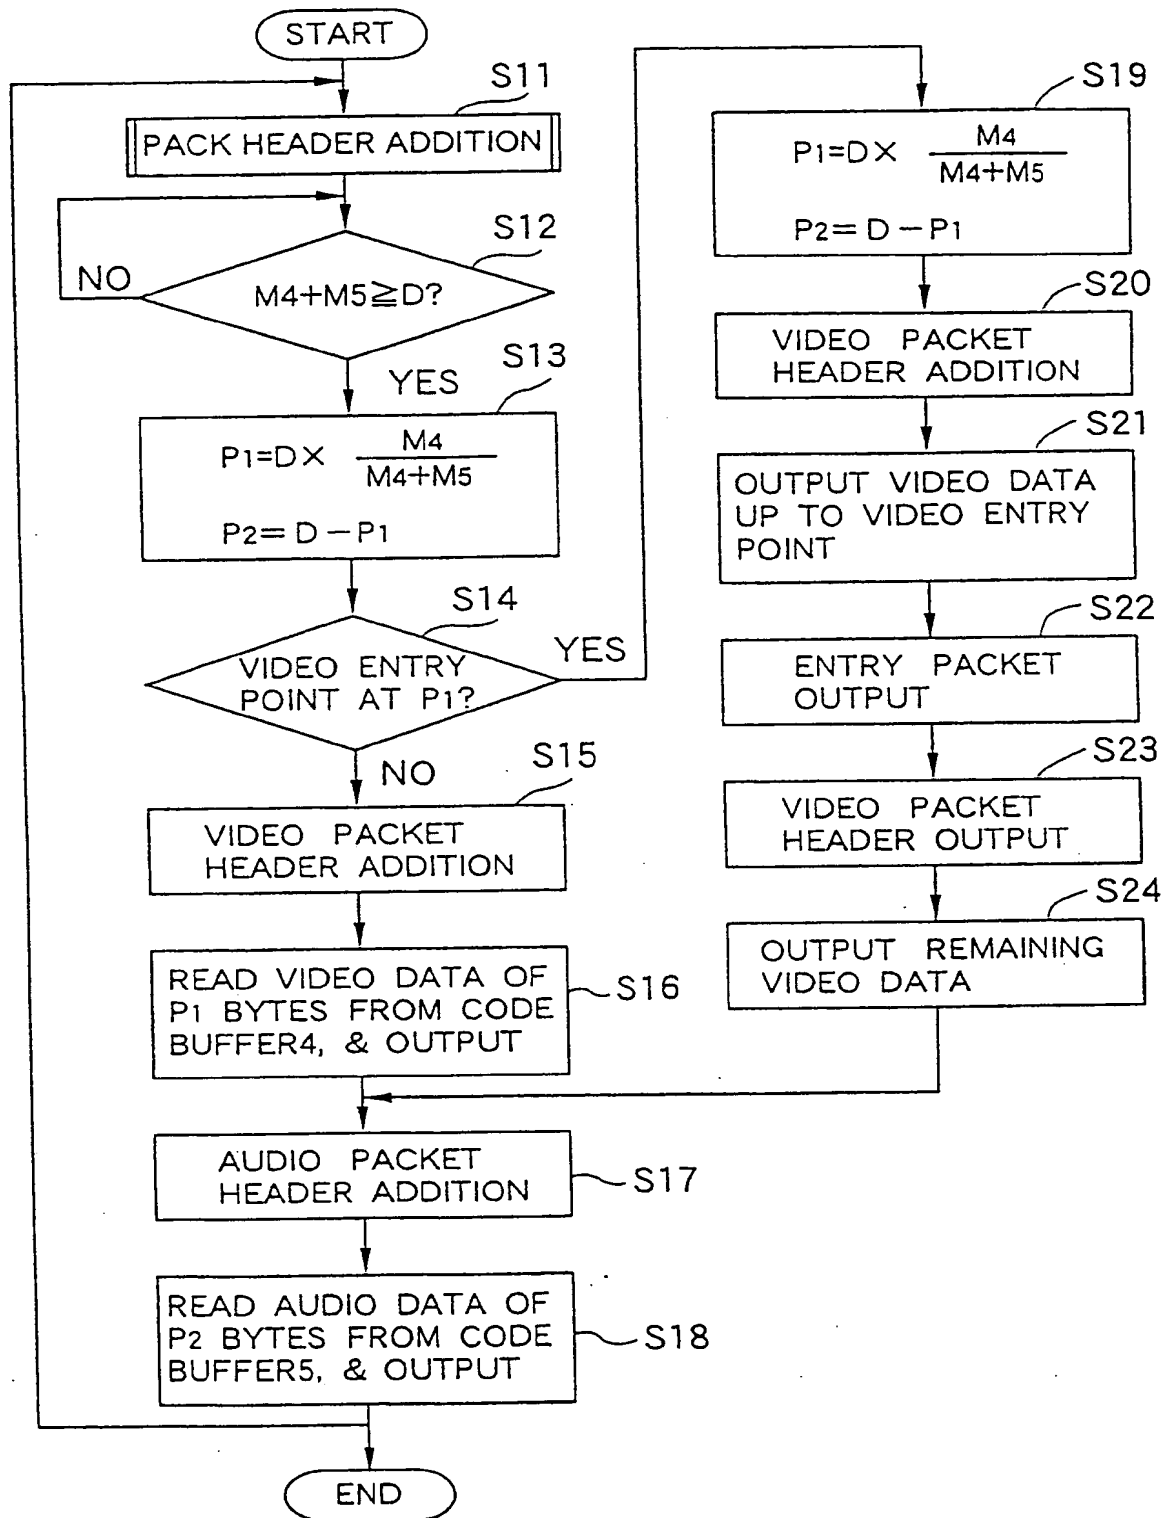 START
S11
PACK HEADER ADDITION
S12
NO
M4+M5≧D?
YES
S13
P1=D× M4
M4+M5
P2=D−P1
S14
VIDEO ENTRY
POINT AT P1?
YES
NO
S15
VIDEO PACKET
HEADER ADDITION
READ VIDEO DATA OF
P1 BYTES FROM CODE
BUFFER4, & OUTPUT
S16
AUDIO PACKET
HEADER ADDITION
S17
READ AUDIO DATA OF
P2 BYTES FROM CODE
BUFFER5, & OUTPUT
S18
END
S19
P1=D× M4
M4+M5
P2=D−P1
S20
VIDEO PACKET
HEADER ADDITION
S21
OUTPUT VIDEO DATA
UP TO VIDEO ENTRY
POINT
S22
ENTRY PACKET
OUTPUT
S23
VIDEO PACKET
HEADER OUTPUT
S24
OUTPUT REMAINING
VIDEO DATA